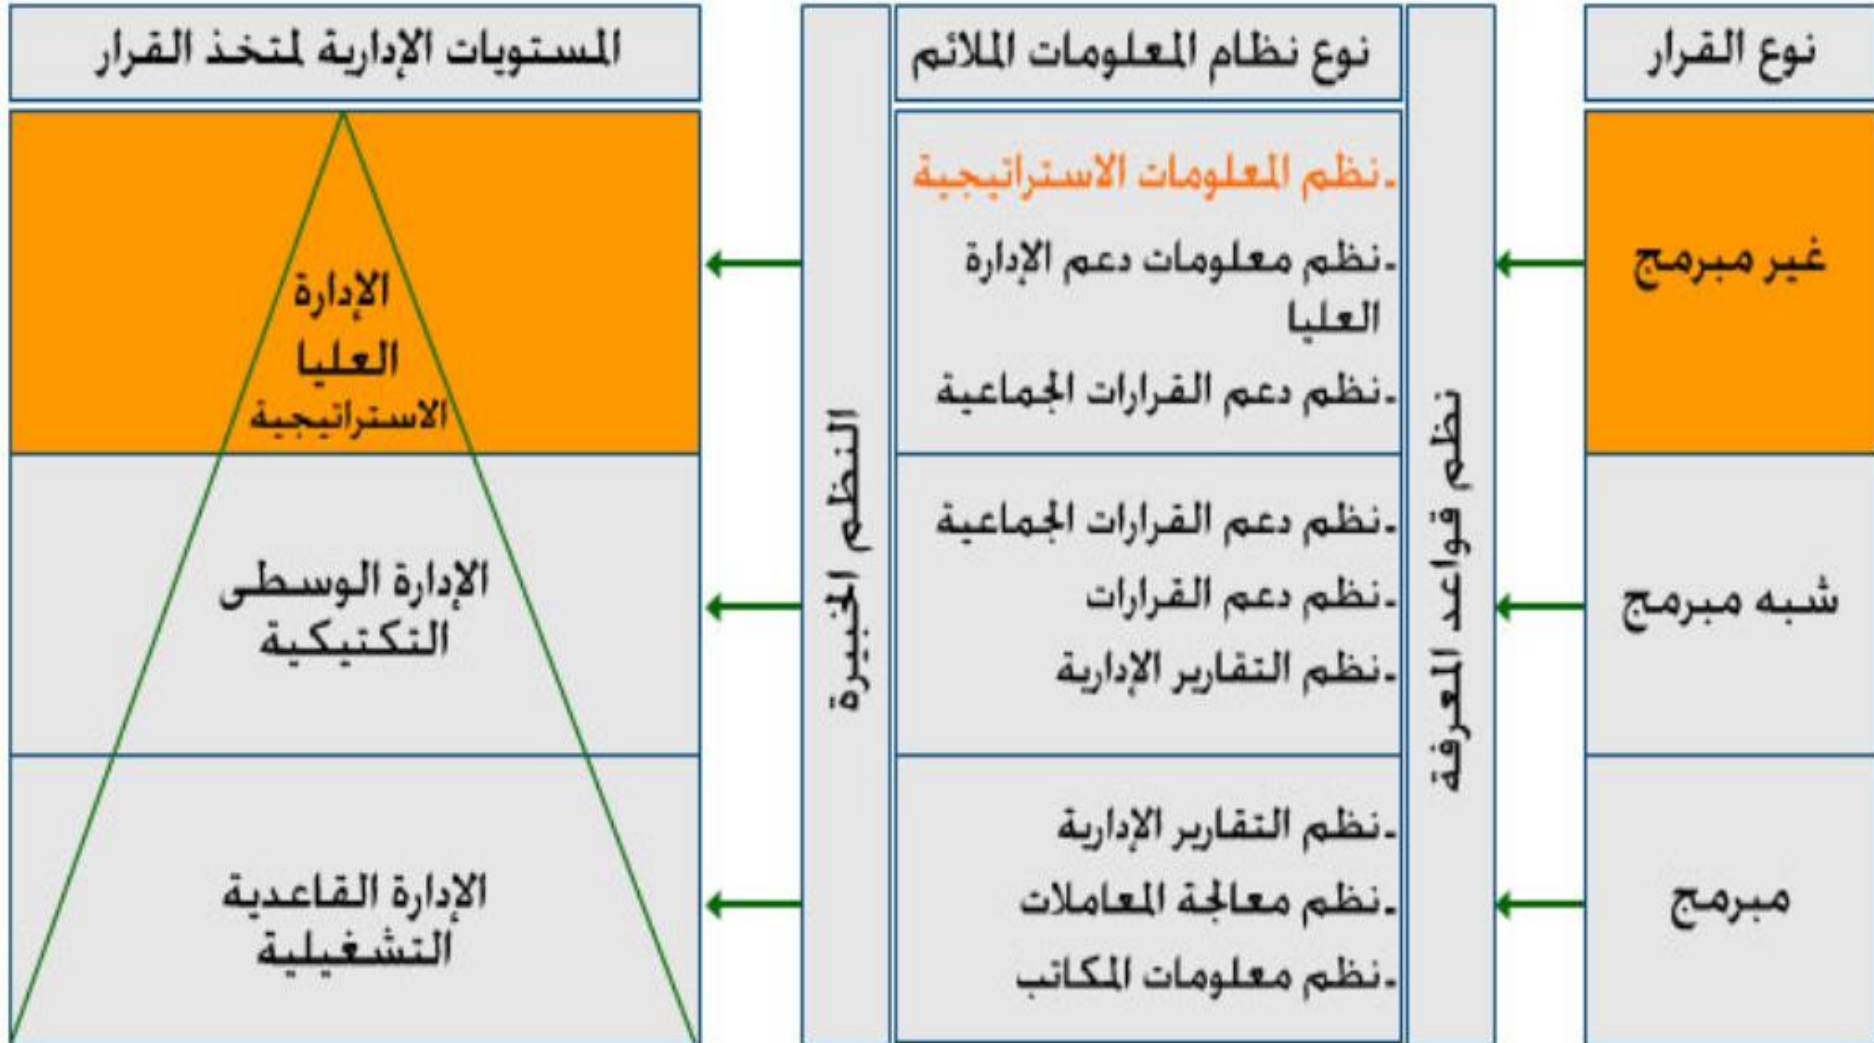 نوع القرار
نوع نظام المعلومات الملائم
المستويات الإدارية لمتخذ القرار
غير مبرمج
شبه مبرمج
مبرمج
نظم قواعد المعرفة
-نظم المعلومات الاستراتيجية
-نظم معلومات دعم الإدارة
العليا
-نظم دعم القرارات الجماعية
-نظم دعم القرارات الجماعية
-نظم دعم القرارات
-نظم التقارير الإدارية
-نظم التقارير الإدارية
-نظم معالجة المعاملات
-نظم معلومات المكاتب
النظم الخبيرة
الإدارة
العليا
الاستراتيجية
الإدارة الوسطى
التكتيكية
الإدارة القاعدية
التشغيلية